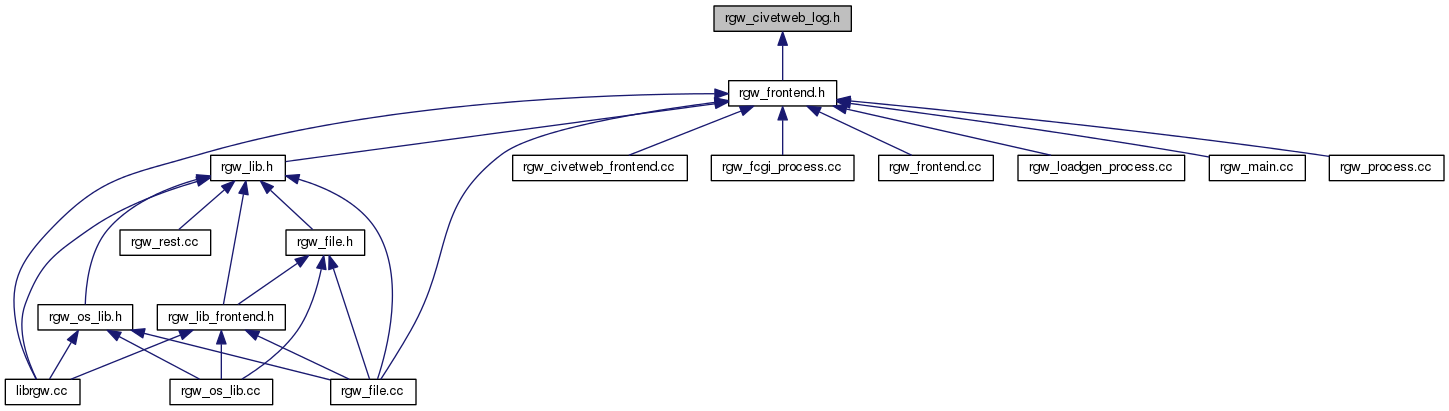 rgw_civetweb_log.h
rgw_frontend.h
rgw_lib.h
rgw_civetweb_frontend.cc
rgw_fcgi_process.cc
rgw_frontend.cc
rgw_loadgen_process.cc
rgw_main.cc
rgw_process.cc
rgw_rest.cc
rgw_file.h
rgw_os_lib.h
rgw_lib_frontend.h
librgw.cc
rgw_os_lib.cc
rgw_file.cc